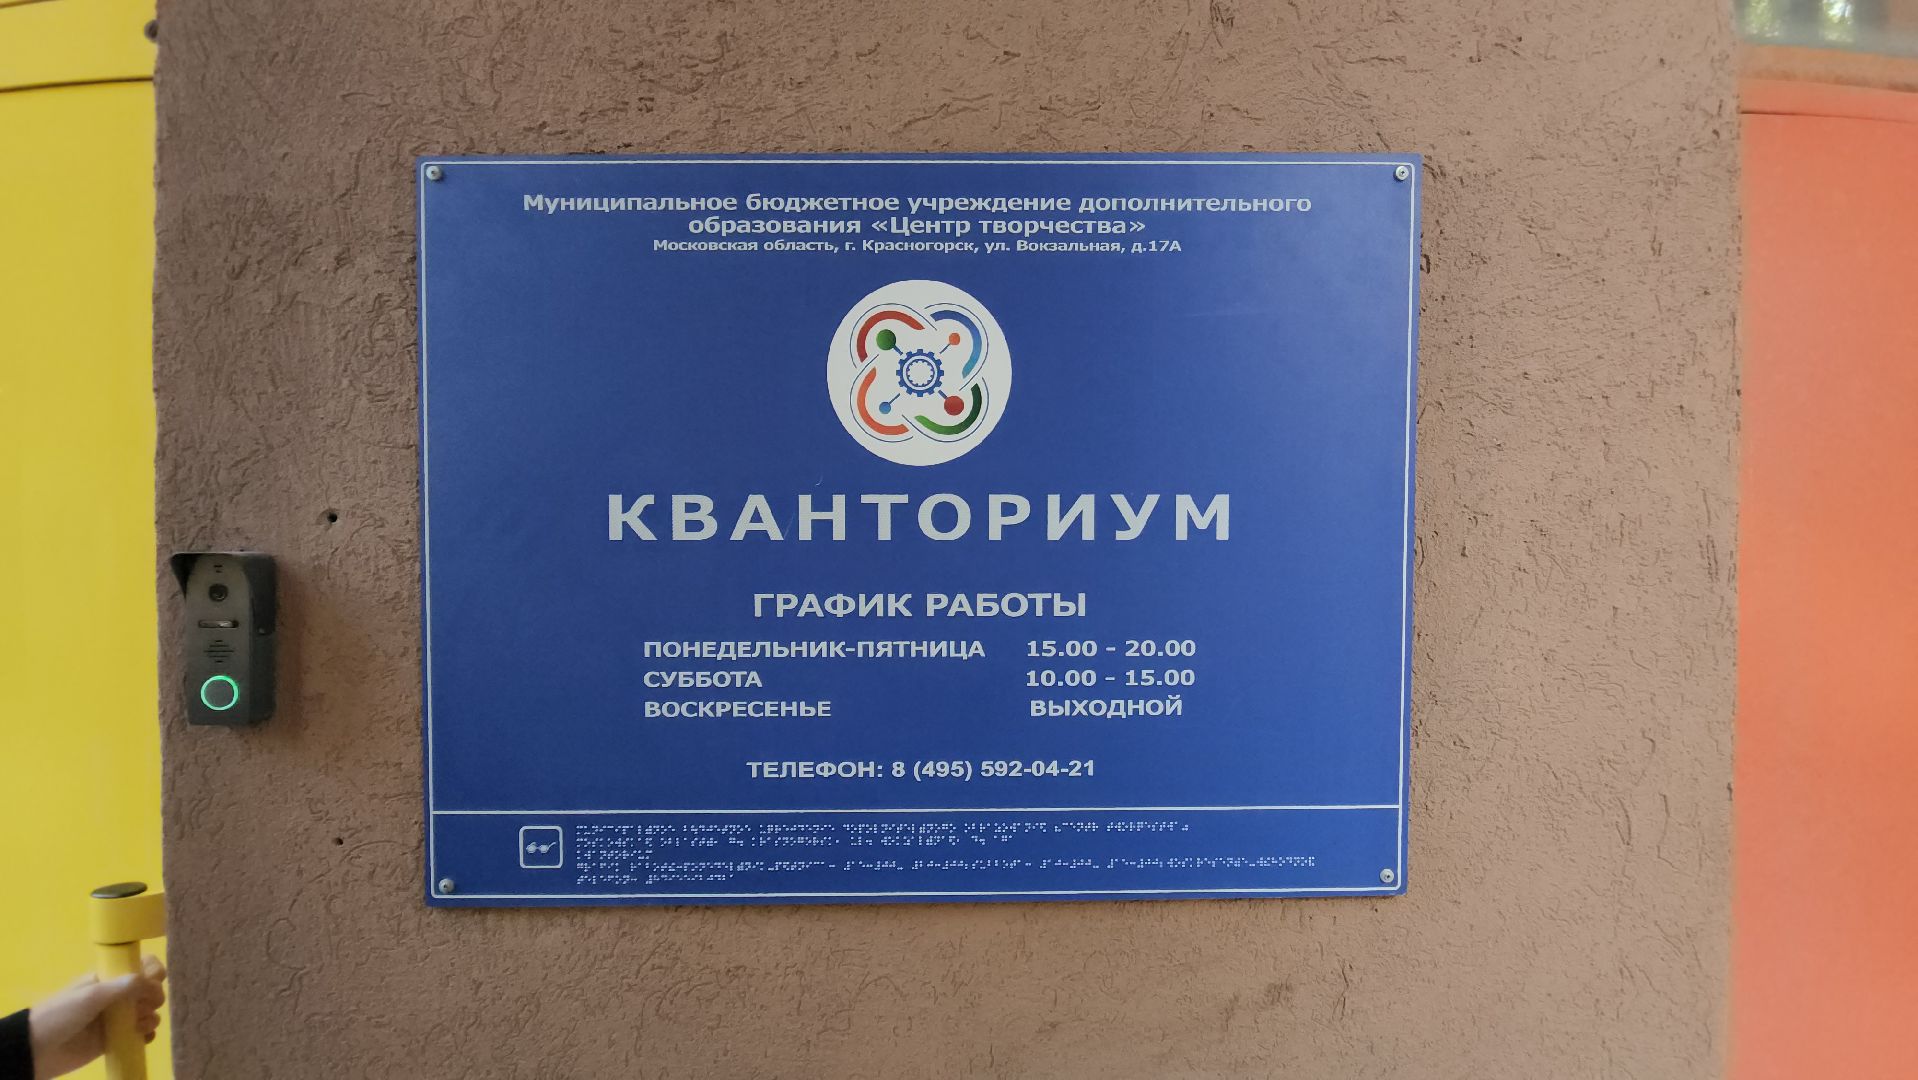 Муниципальное бюджетное учреждение дополнительного
образования «Центр творчества»
Московская область, г. Красногорск, ул. Вокзальная, д.17А
КВАНТОРИУМ
ГРАФИК РАБОТЫ
ПОНЕДЕЛЬНИК-ПЯТНИЦА 15.00 - 20.00
СУББОТА 10.00 - 15.00
ВОСКРЕСЕНЬЕ ВЫХОДНОЙ
ТЕЛЕФОН: 8 (495) 592-04-21